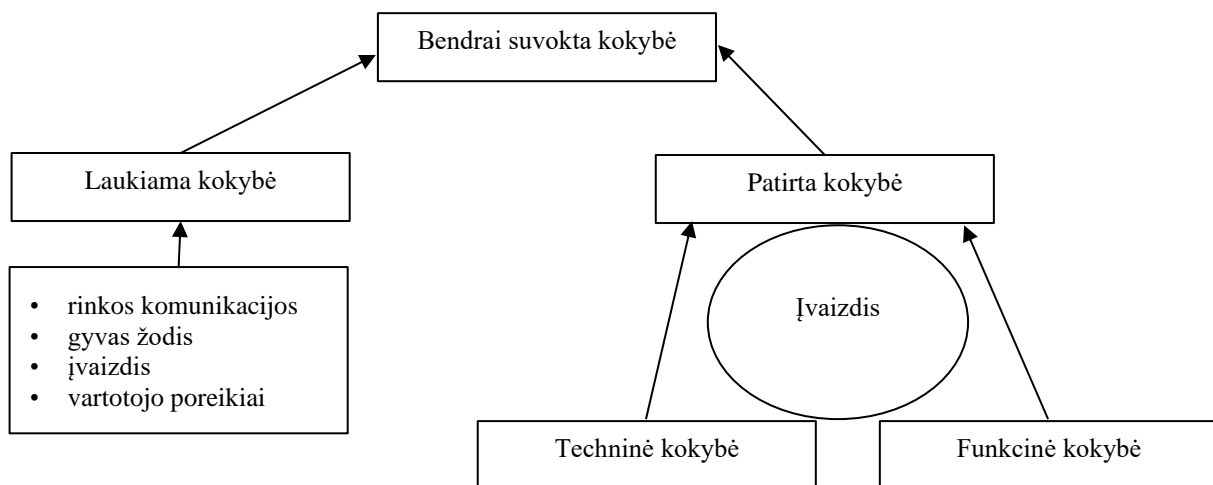 Bendrai suvokta kokybė
Laukiama kokybė
Patirta kokybė
• rinkos komunikacijos
• gyvas žodis
• įvaizdis
• vartotojo poreikiai
Įvaizdis
Techninė kokybė
Funkcinė kokybė